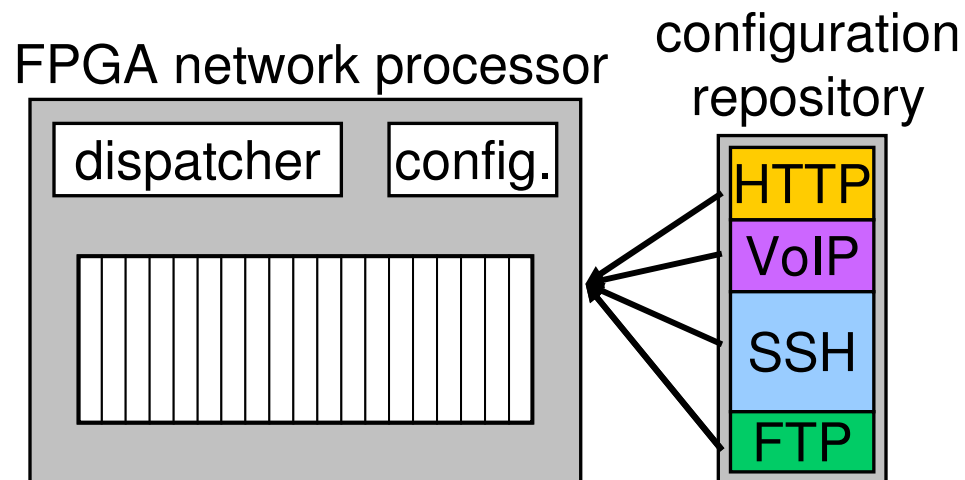 FPGA network processor
dispatcher
config.
configuration
repository
HTTP
VoIP
SSH
FTP